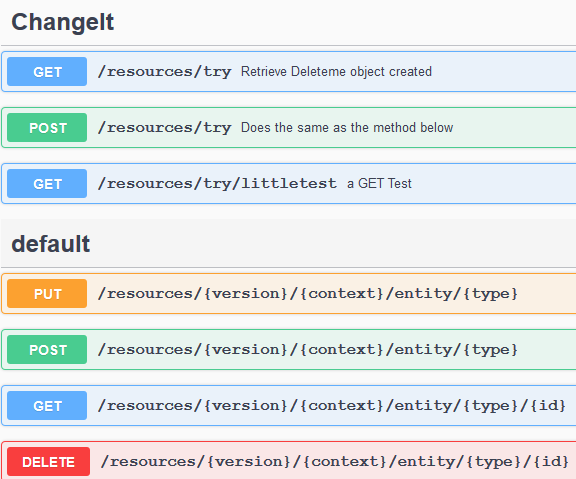 ChangeIt
GET /resources/try Retrieve Deleteme object created
POST /resources/try Does the same as the method below
GET /resources/try/littletest a GET Test
default
PUT /resources/{version}/{context}/entity/{type}
POST /resources/{version}/{context}/entity/{type}
GET /resources/{version}/{context}/entity/{type}/{id}
DELETE /resources/{version}/{context}/entity/{type}/{id}